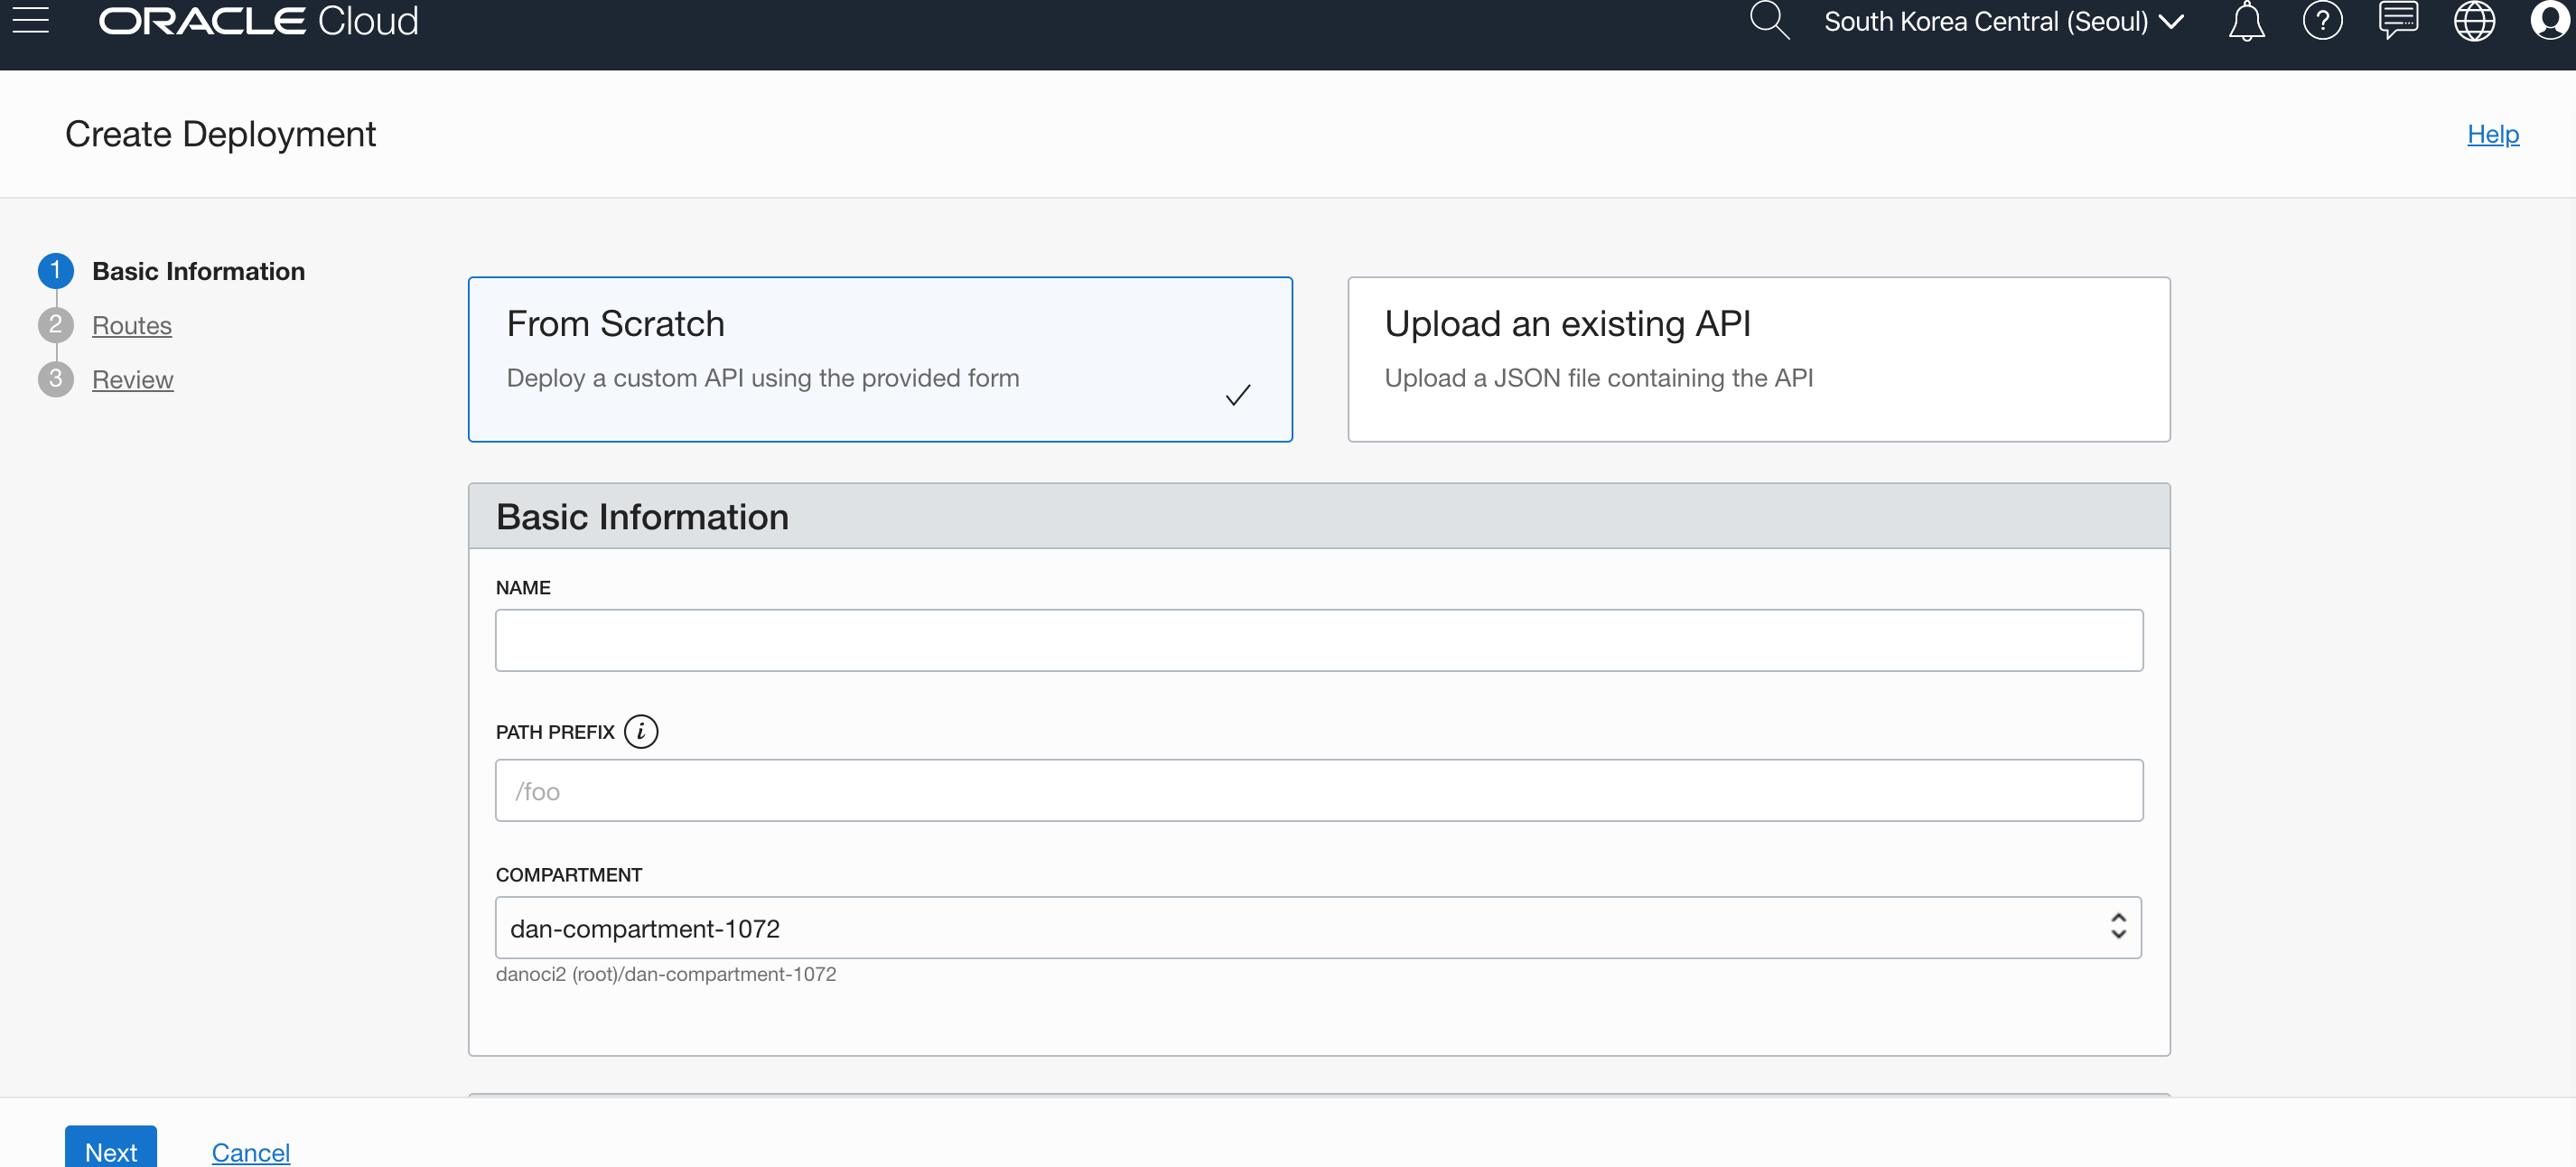 ORACLE Cloud
South Korea Central (Seoul)
Create Deployment
Help
1 Basic Information
2 Routes
3 Review
From Scratch
Deploy a custom API using the provided form
Upload an existing API
Upload a JSON file containing the API
Basic Information
NAME
PATH PREFIX i
/foo
COMPARTMENT
dan-compartment-1072
danoci2 (root)/dan-compartment-1072
Next
Cancel